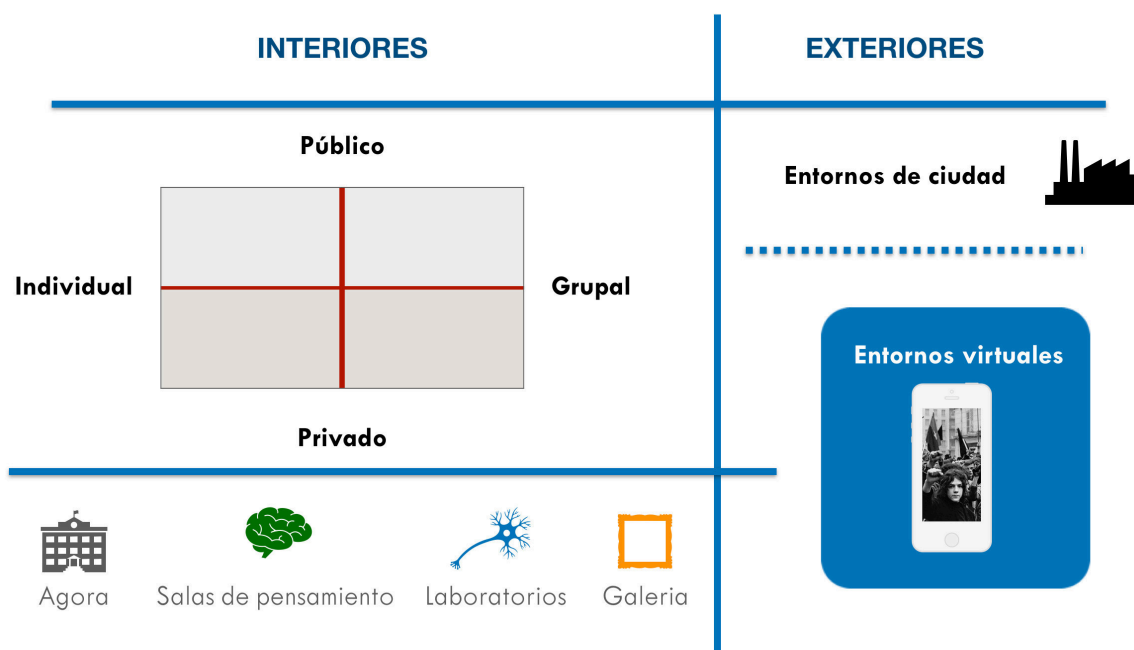 INTERIORES
EXTERIORES
Público
Entornos de ciudad
Individual
Grupal
Entornos virtuales
Privado
Agora
Salas de pensamiento
Laboratorios
Galeria